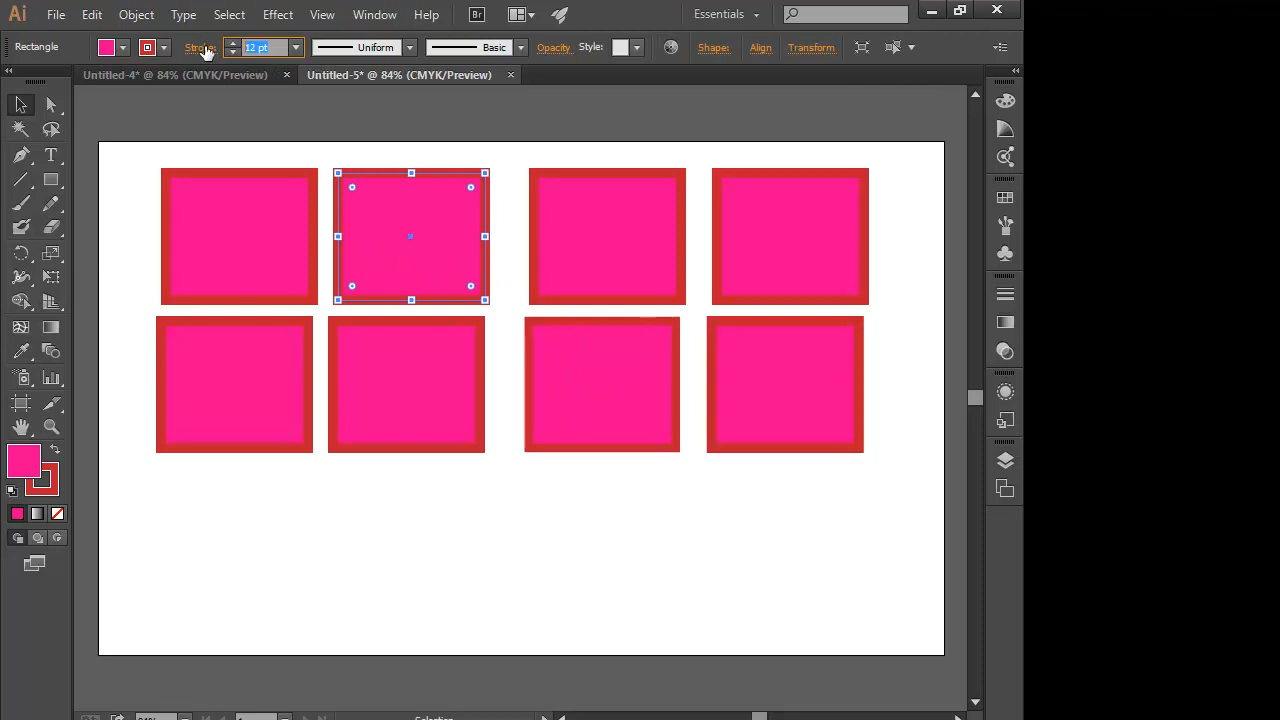 Ai File Edit Object Type Select Effect View Window Help Br Essentials
Rectangle Stroke: 12 pt Uniform Basic Opacity Style: Shape: Align Transform
Untitled-4* @ 84% (CMYK/Preview) × Untitled-5* @ 84% (CMYK/Preview) ×
T
Selection